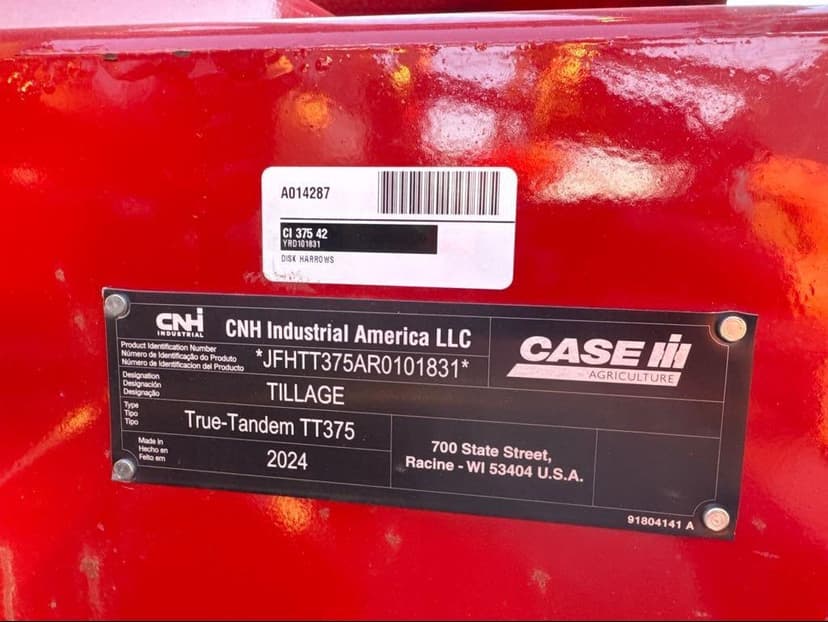 A014287
CI 375 42
YRD101831
DISK HARROWS
CNH
INDUSTRIAL
CNH Industrial America LLC
Product Identification Number
Número de Identificação do Produto
Número de Identificacion del Producto
*JFHTT375AR0101831*
CASE IH
AGRICULTURE
Designation
Designación
Designação
TILLAGE
Type
Tipo
Tipo
True-Tandem TT375
Made in
Hecho en
Feito em
2024
700 State Street,
Racine - WI 53404 U.S.A.
91804141 A